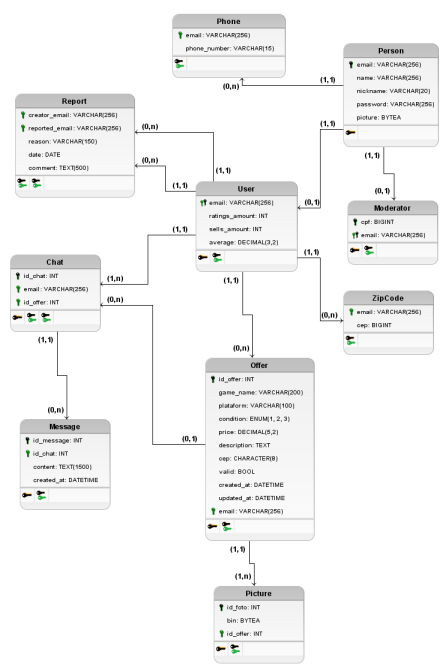 Phone
email: VARCHAR(256)
phone_number: VARCHAR(15)
(0,n)
(1,1)
Person
email: VARCHAR(256)
name: VARCHAR(256)
nickname: VARCHAR(20)
password: VARCHAR(256)
picture: BYTEA
Report
creator_email: VARCHAR(256)
reported_email: VARCHAR(256)
reason: VARCHAR(150)
date: DATE
comment: TEXT(500)
(0,n)
(0,n)
(1,1)
(1,1)
(1,1)
(0,1)
(1,1)
(0,1)
User
email: VARCHAR(256)
ratings_amount: INT
sells_amount: INT
average: DECIMAL(3,2)
Moderator
cpf: BIGINT
email: VARCHAR(256)
(1,1)
(1,n)
(0,n)
(1,1)
(1,1)
Chat
id_chat: INT
email: VARCHAR(256)
id_offer: INT
ZipCode
email: VARCHAR(256)
cep: BIGINT
(0,n)
(1,1)
(0,n)
(0,n)
(0,1)
Offer
id_offer: INT
game_name: VARCHAR(200)
plataform: VARCHAR(100)
condition: ENUM(1, 2, 3)
price: DECIMAL(5,2)
description: TEXT
cep: CHARACTER(8)
valid: BOOL
created_at: DATETIME
updated_at: DATETIME
email: VARCHAR(256)
Message
id_message: INT
id_chat: INT
content: TEXT(1500)
created_at: DATETIME
(1,1)
(1,n)
Picture
id_foto: INT
bin: BYTEA
id_offer: INT